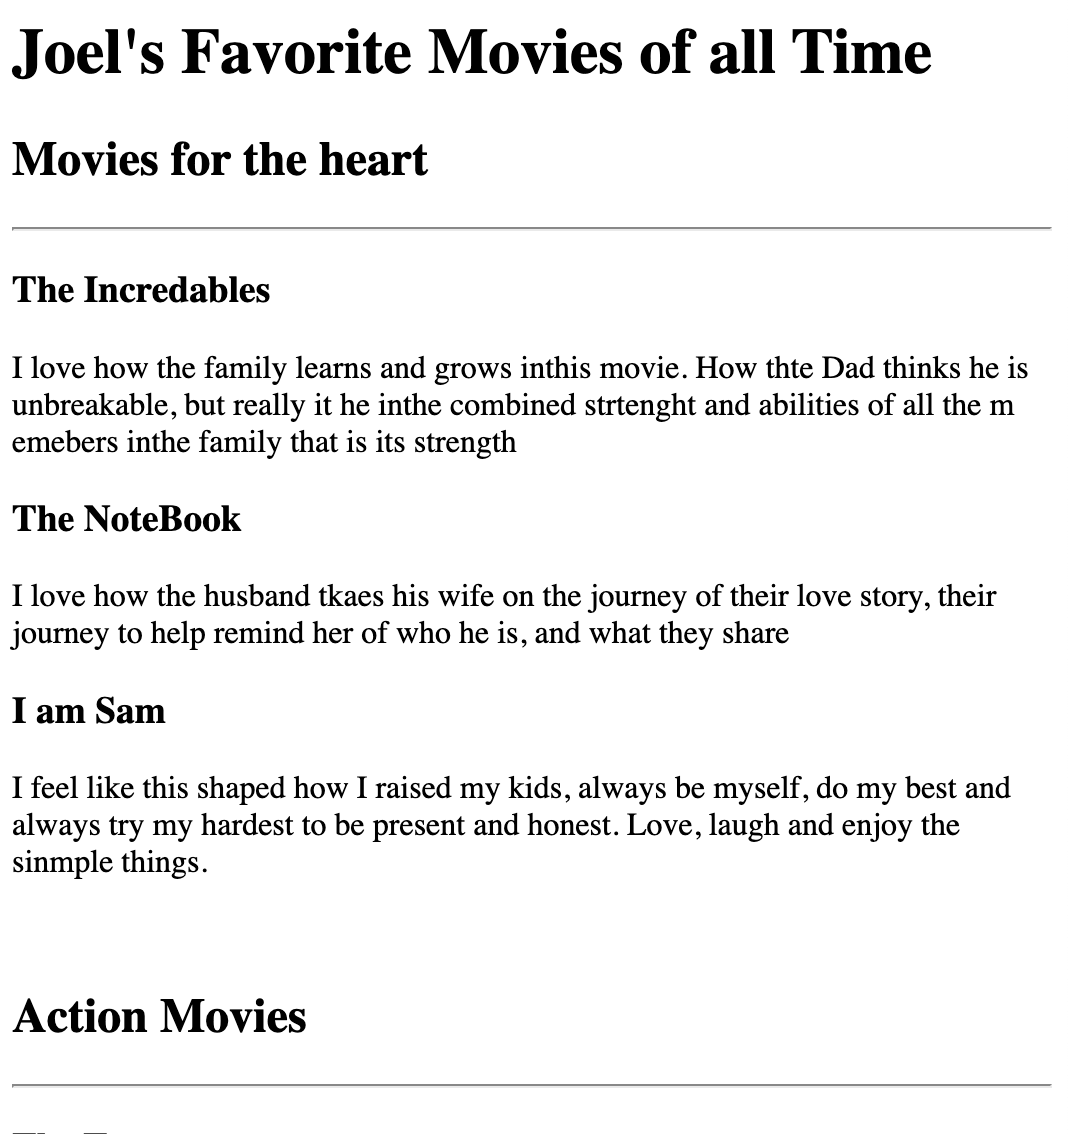 Joel's Favorite Movies of all Time
Movies for the heart
The Incredables
I love how the family learns and grows inthis movie. How thte Dad thinks he is
unbreakable, but really it he inthe combined strtenght and abilities of all the m
emebers inthe family that is its strength
The NoteBook
I love how the husband tkaes his wife on the journey of their love story, their
journey to help remind her of who he is, and what they share
I am Sam
I feel like this shaped how I raised my kids, always be myself, do my best and
always try my hardest to be present and honest. Love, laugh and enjoy the
sinmple things.
Action Movies